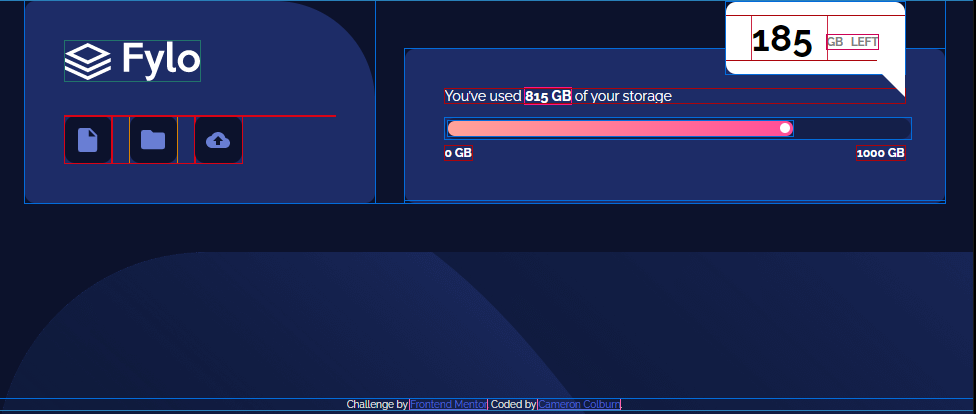 Fylo
185 GB LEFT
You've used 815 GB of your storage
0 GB 1000 GB
Challenge by Frontend Mentor. Coded by Cameron Colburn.